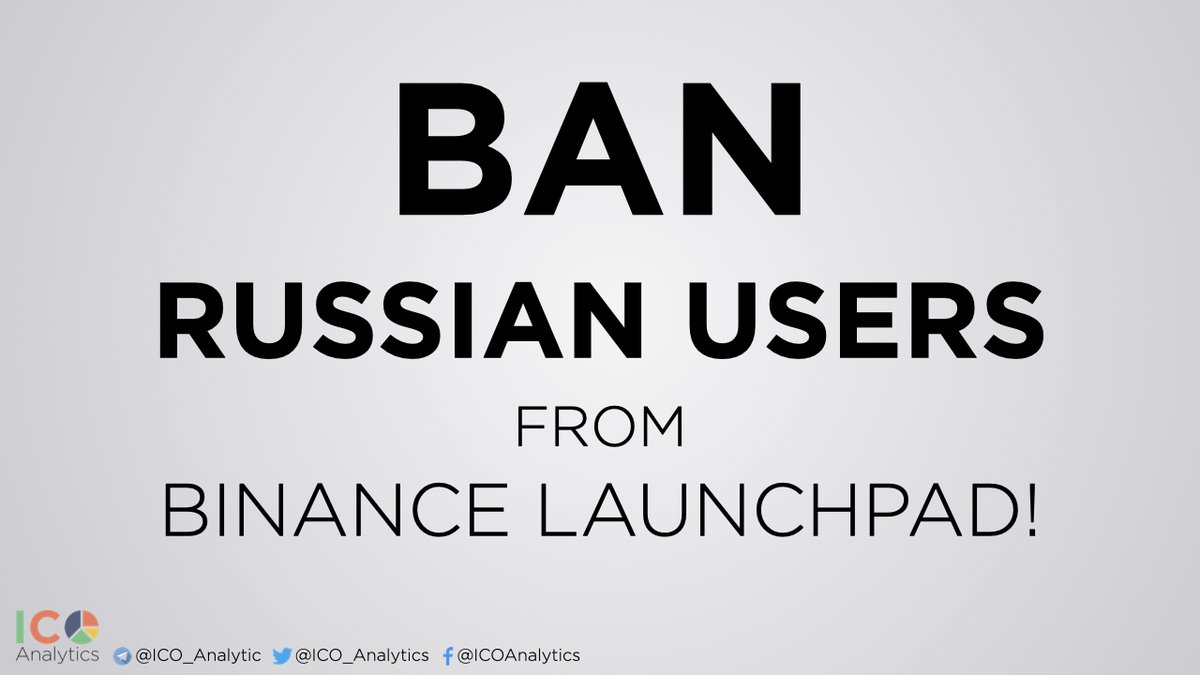 BAN
RUSSIAN USERS
FROM
BINANCE LAUNCHPAD!
ICO
Analytics
@ICO_Analytic @ICO_Analytics @ICOAnalytics